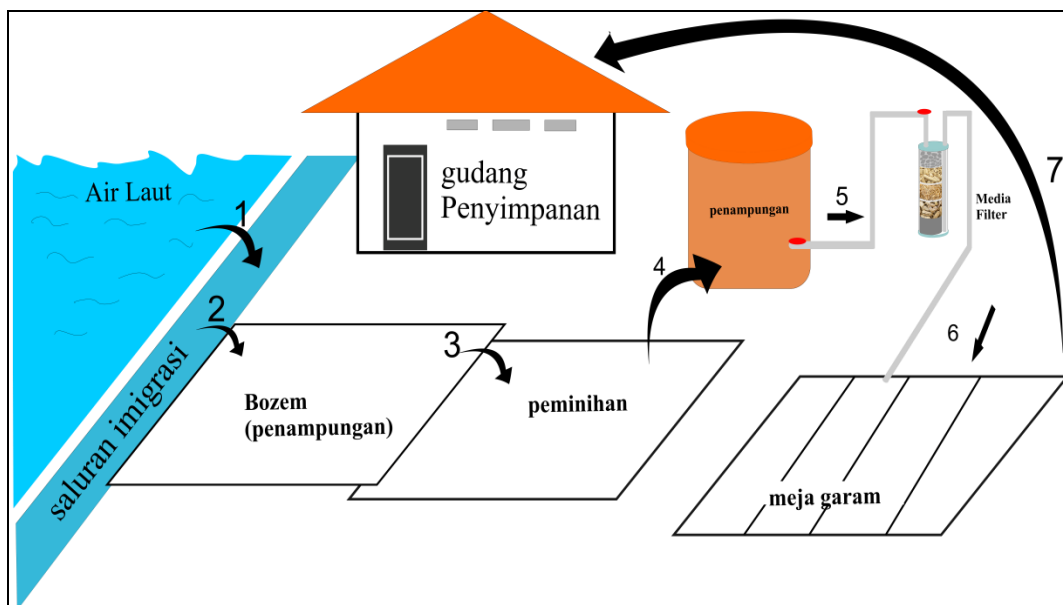 Air Laut
1
saluran imigrasi
2
Bozem
(penampungan)
3
peminihan
gudang
Penyimpanan
4
penampungan
5
Media
Filter
6
meja garam
7